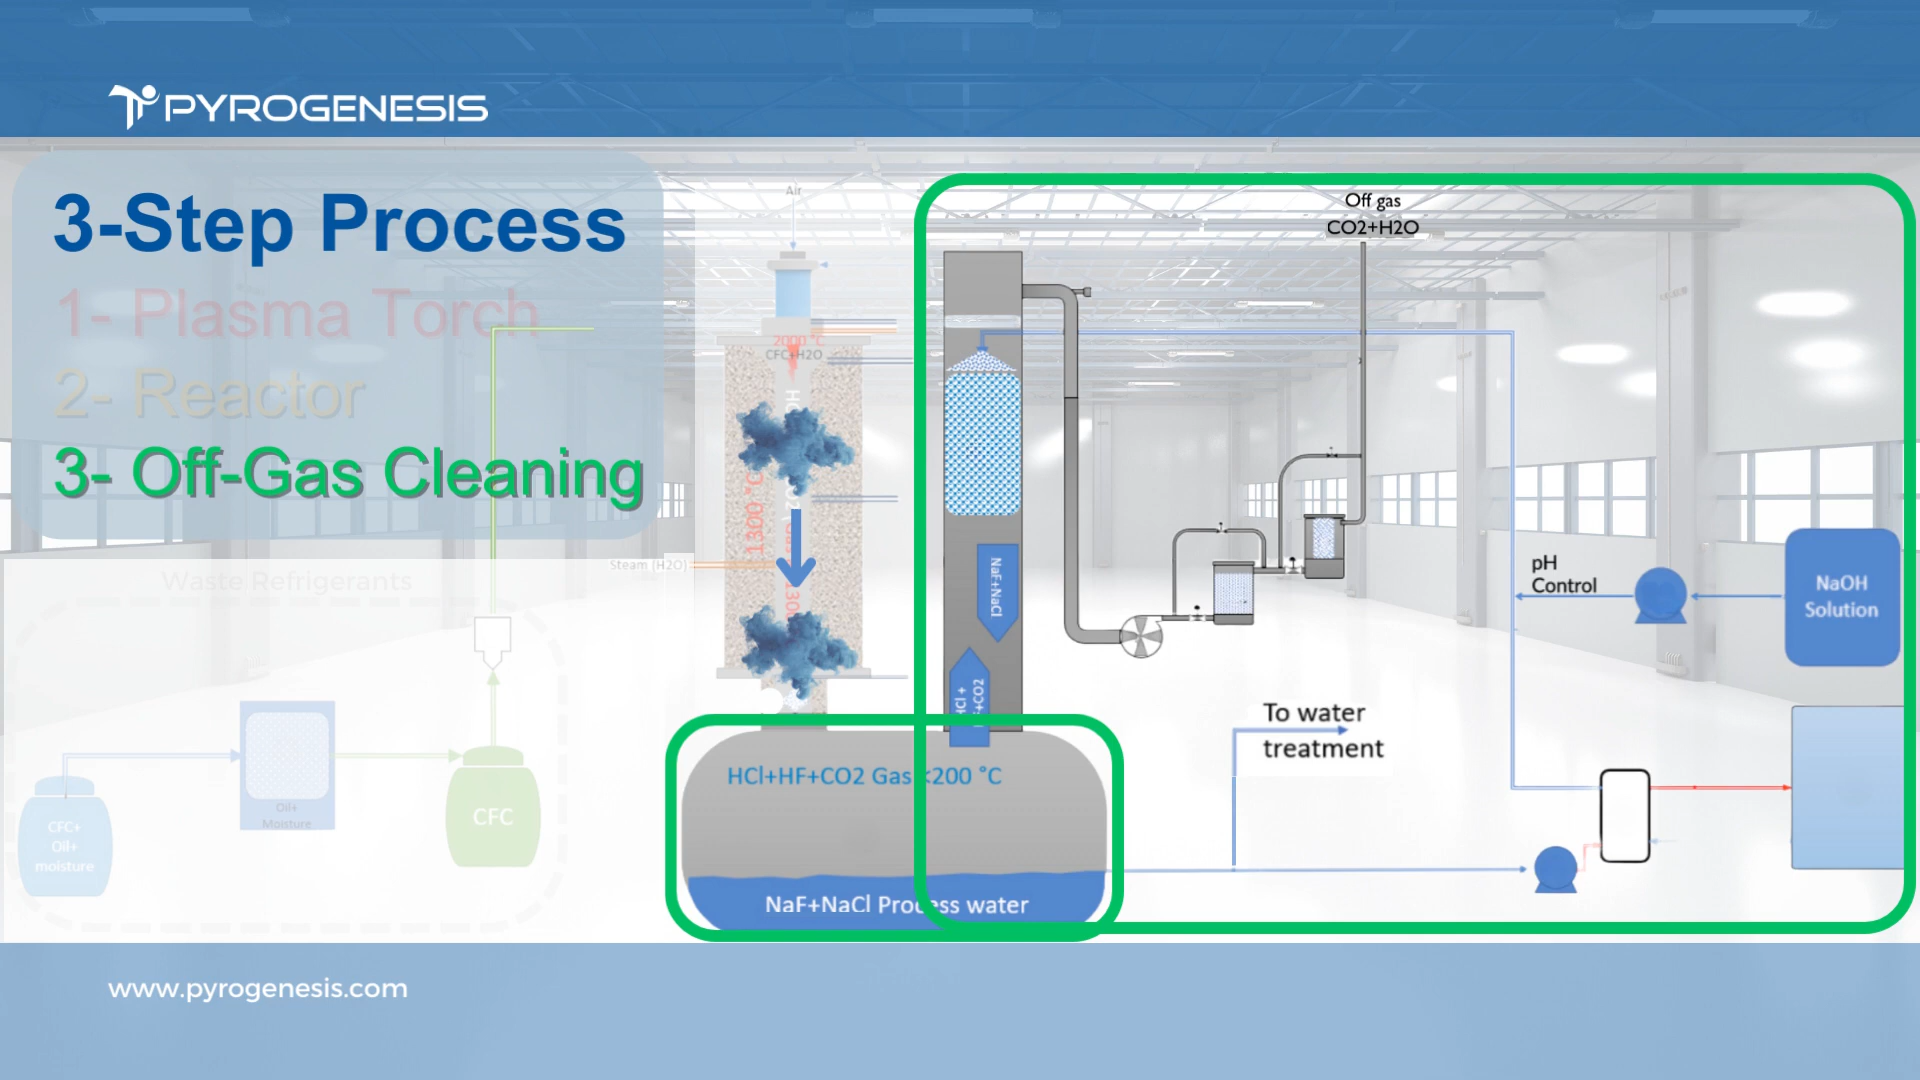 PYROGENESIS
3-Step Process
1- Plasma Torch
2- Reactor
3- Off-Gas Cleaning
Air
2000 °C
CFC+H2O
1300 °C
Steam (H2O)
Waste Refrigerants
CFC+
Oil+
moisture
Oil+
Moisture
CFC
Off gas
CO2+H2O
NaF+NaCl
HCl+HF+CO2 Gas <200 °C
NaF+NaCl Process water
To water
treatment
pH
Control
NaOH
Solution
www.pyrogenesis.com